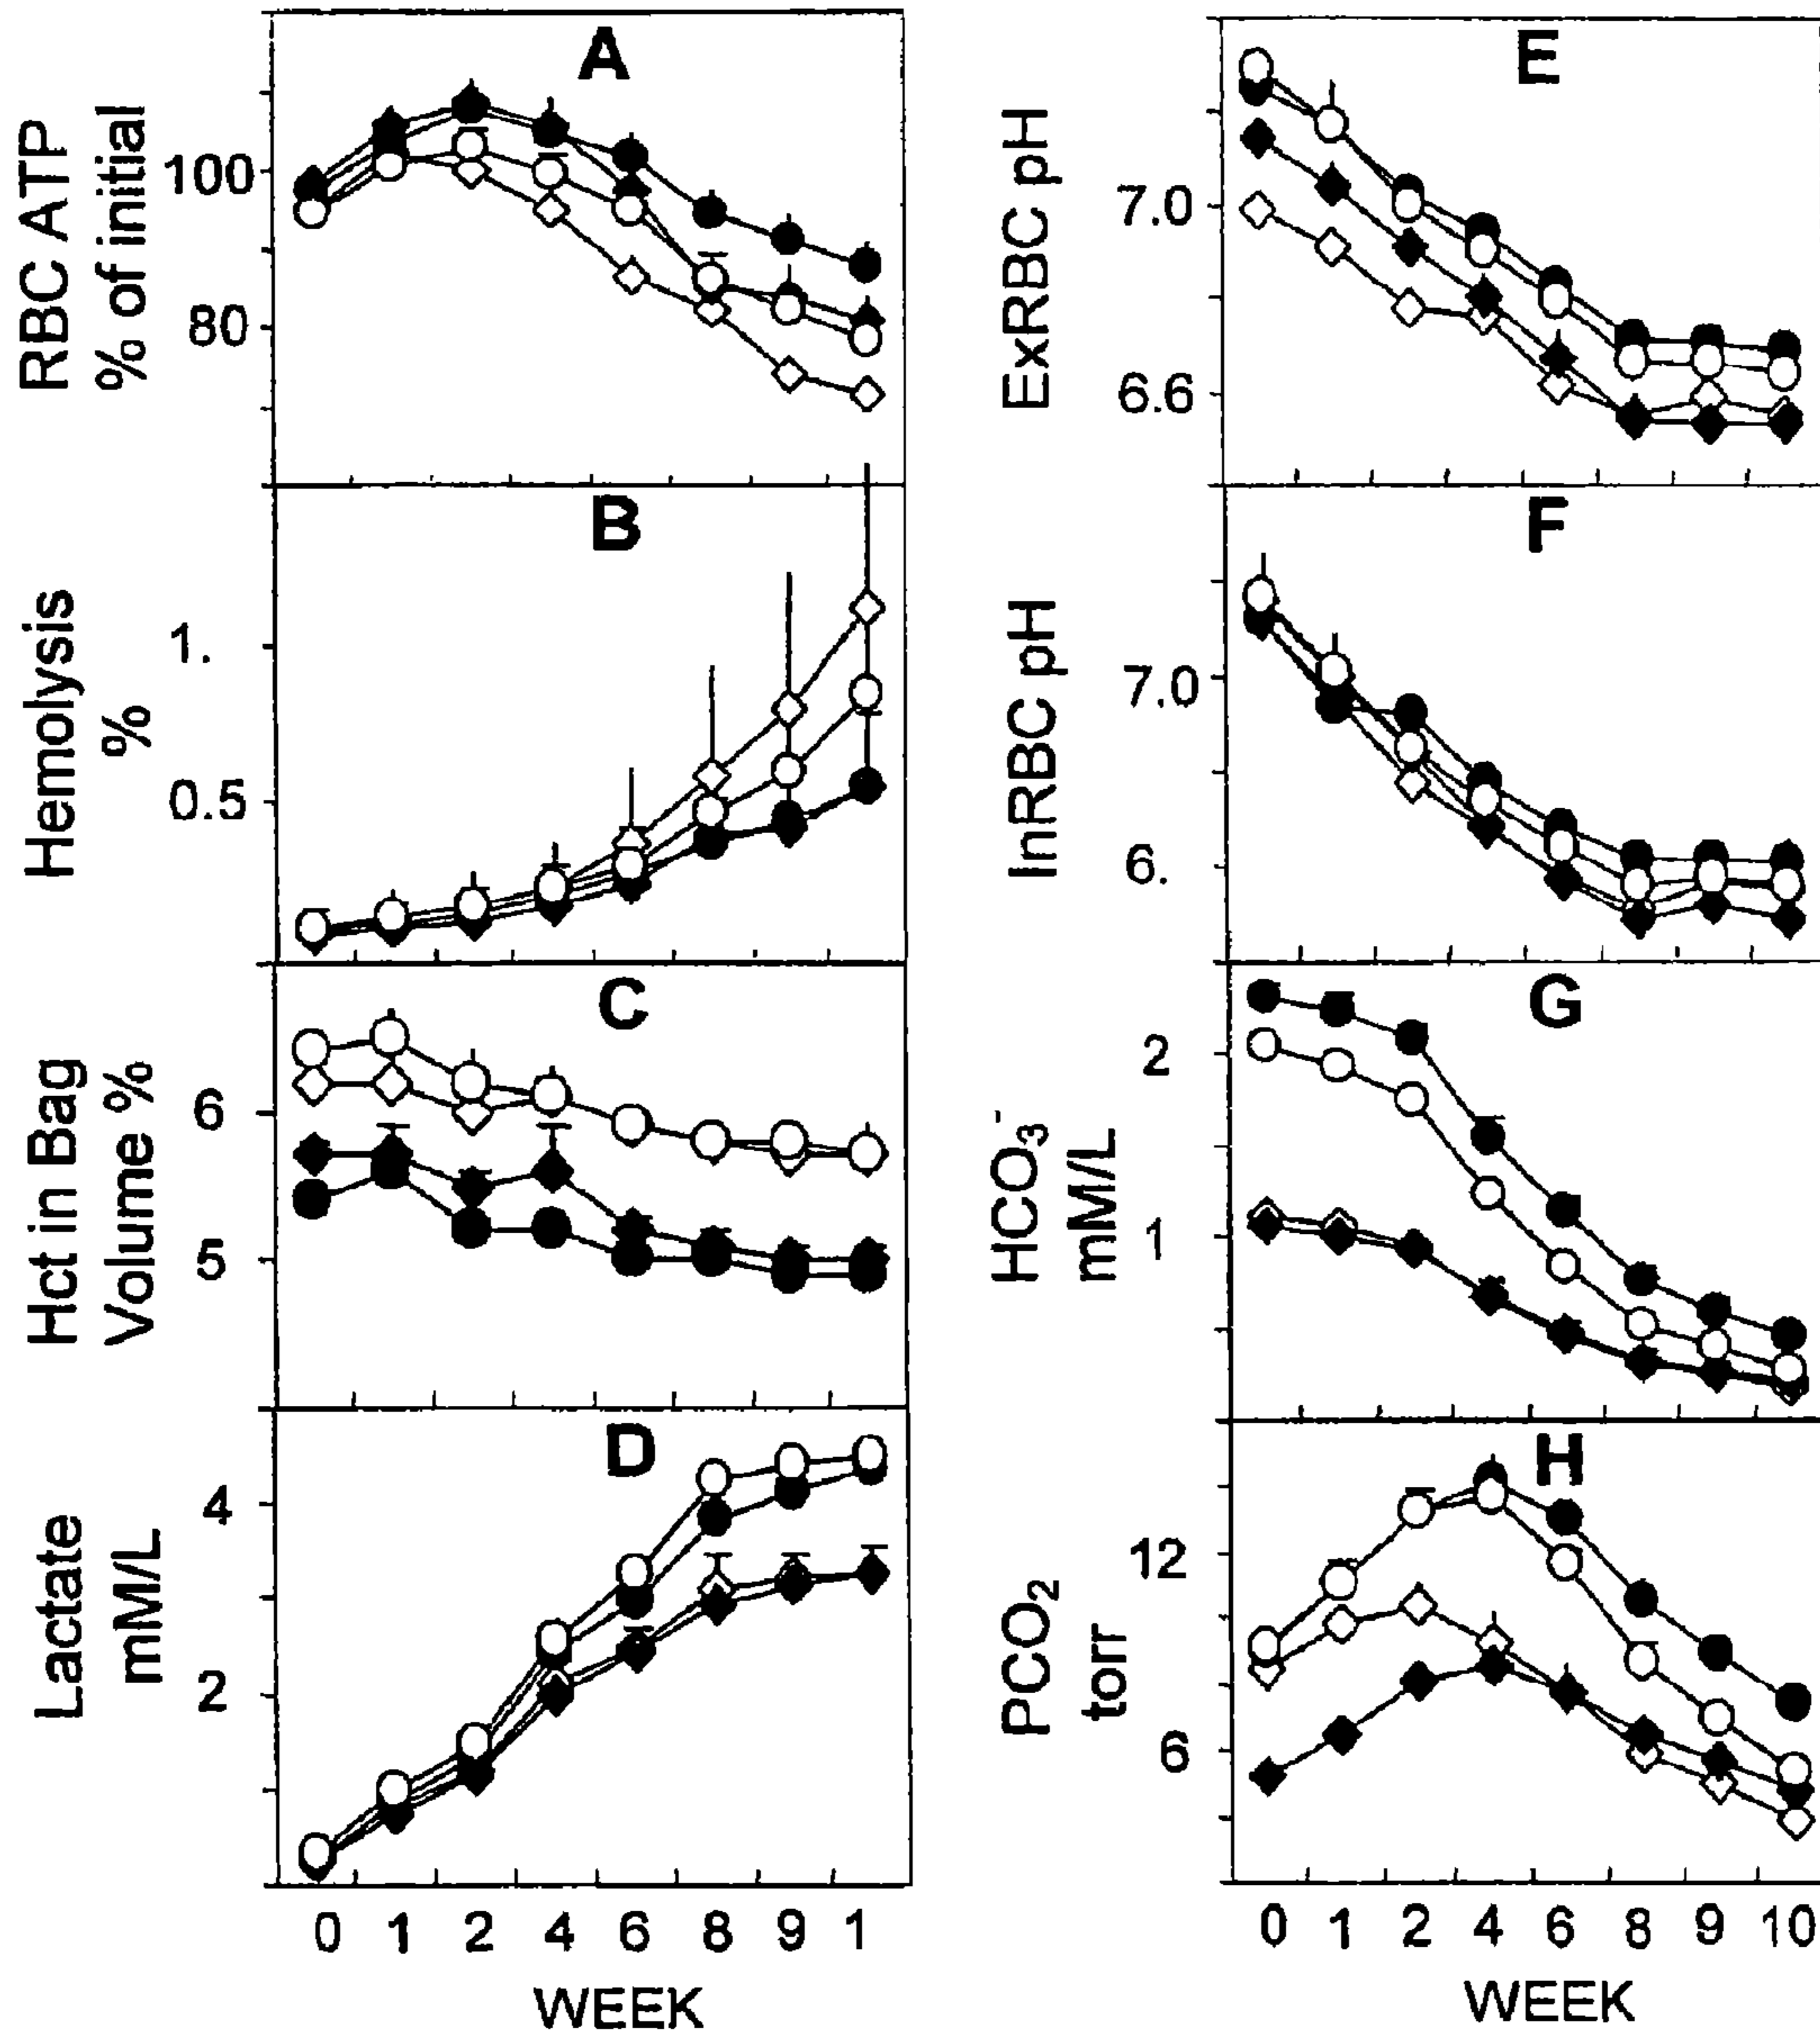 A
RBC ATP
% of initial
100
80
B
Hemolysis
%
1.
0.5
C
Hct in Bag
Volume %
6
5
D
Lactate
mM/L
4
2
0 1 2 4 6 8 9 1
WEEK
E
ExRBC pH
7.0
6.6
F
InRBC pH
7.0
6.
G
HCO₃⁻
mM/L
2
1
H
PCO₂
torr
12
6
0 1 2 4 6 8 9 10
WEEK